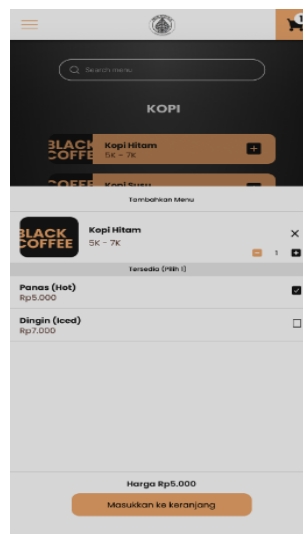 1
Search menu
KOPI
BLACK
COFFEE
Kopi Hitam
5K - 7K
COFFEE
Kopi Susu
Tambahkan Menu
BLACK
COFFEE
Kopi Hitam
5K - 7K
1
Tersedia (Pilih 1)
Panas (Hot)
Rp5.000
Dingin (Iced)
Rp7.000
Harga Rp5.000
Masukkan ke keranjang